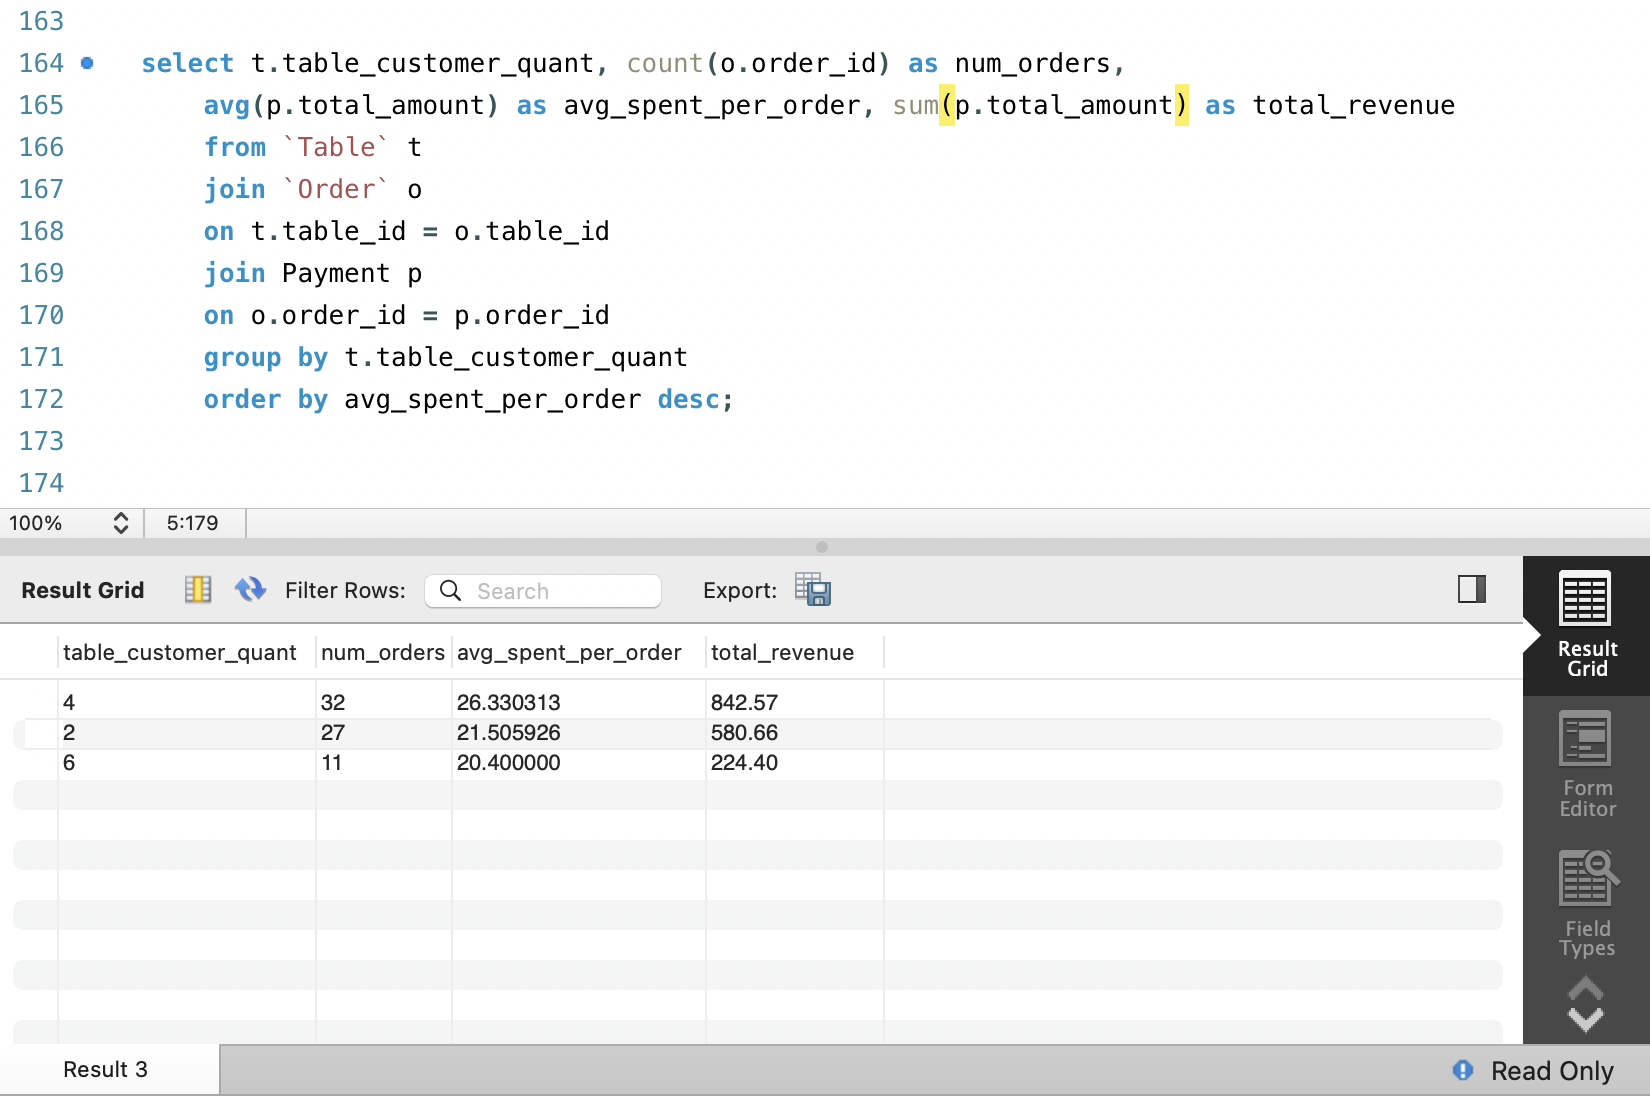 163
164 select t.table_customer_quant, count(o.order_id) as num_orders,
165 avg(p.total_amount) as avg_spent_per_order, sum(p.total_amount) as total_revenue
166 from `Table` t
167 join `Order` o
168 on t.table_id = o.table_id
169 join Payment p
170 on o.order_id = p.order_id
171 group by t.table_customer_quant
172 order by avg_spent_per_order desc;
173
174
100% 5:179
Result Grid Filter Rows: Search Export:
table_customer_quant num_orders avg_spent_per_order total_revenue
4 32 26.330313 842.57
2 27 21.505926 580.66
6 11 20.400000 224.40
Result
Grid
Form
Editor
Field
Types
Result 3 Read Only